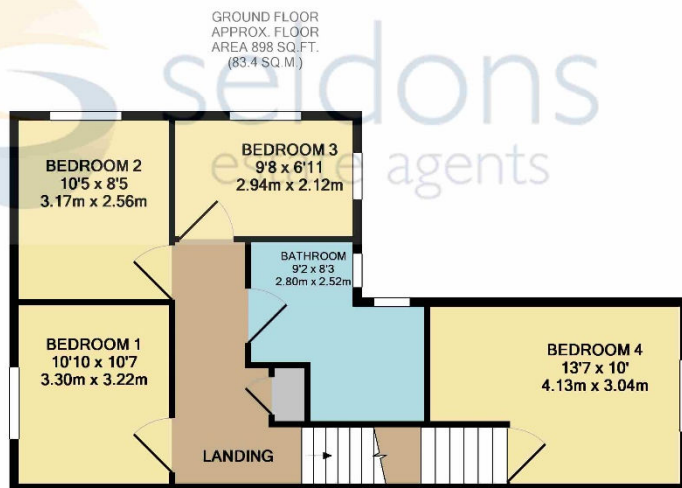 GROUND FLOOR
APPROX. FLOOR
AREA 898 SQ.FT.
(83.4 SQ.M.)
seldons
estate agents
BEDROOM 2
10'5 x 8'5
3.17m x 2.56m
BEDROOM 3
9'8 x 6'11
2.94m x 2.12m
BATHROOM
9'2 x 8'3
2.80m x 2.52m
BEDROOM 1
10'10 x 10'7
3.30m x 3.22m
BEDROOM 4
13'7 x 10'
4.13m x 3.04m
LANDING